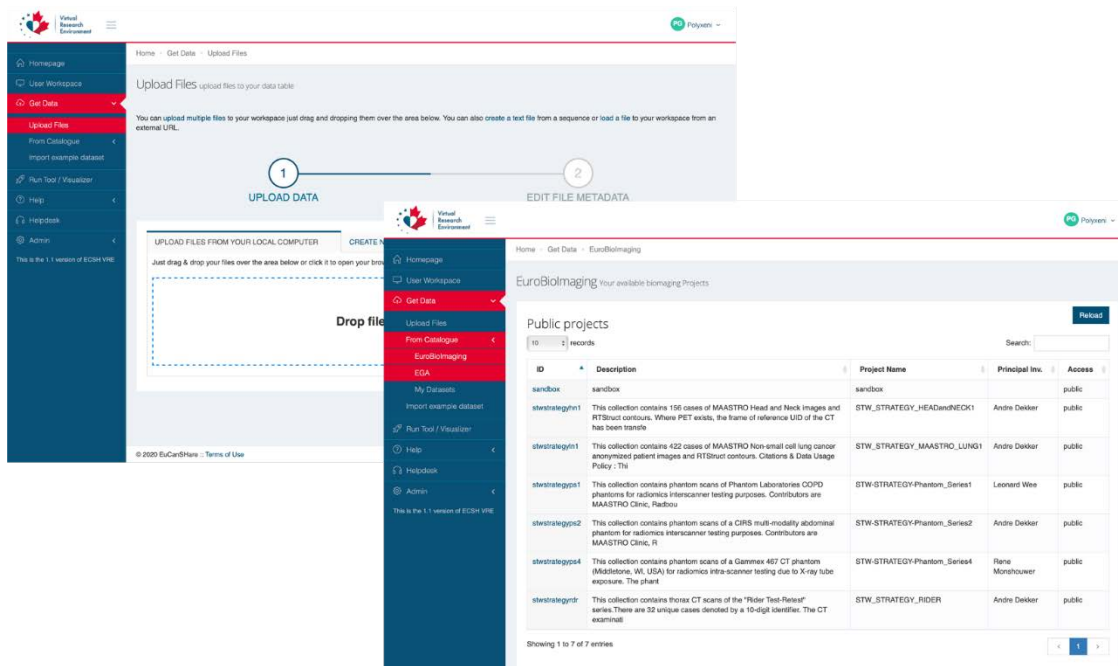 Virtual
Research
Environment
PG Polyxeni
Homepage
User Workspace
Get Data
Upload Files
From Catalogue
Import example dataset
Run Tool / Visualizer
Help
Helpdesk
Admin
This is the 1.1 version of ECSH VRE
Home Get Data Upload Files
Upload Files upload files to your data table
You can upload multiple files to your workspace just drag and dropping them over the area below. You can also create a text file from a sequence or load a file to your workspace from an
external URL.
1
2
UPLOAD DATA
EDIT FILE METADATA
UPLOAD FILES FROM YOUR LOCAL COMPUTER
CREATE N
Just drag & drop your files over the area below or click it to open your brow
Drop file
© 2020 EuCanSHare :: Terms of Use
Virtual
Research
Environment
PG Polyxeni
Homepage
User Workspace
Get Data
Upload Files
From Catalogue
EuroBioImaging
EGA
My Datasets
Import example dataset
Run Tool / Visualizer
Help
Helpdesk
Admin
This is the 1.1 version of ECSH VRE
Home Get Data EuroBioImaging
EuroBioImaging Your available biomaging Projects
Public projects
Reload
10 records
Search:
ID Description Project Name Principal Inv. Access
sandbox sandbox sandbox public
stwstrategyhn1 This collection contains 156 cases of MAASTRO Head and Neck images and STW_STRATEGY_HEADandNECK1 Andre Dekker public
RTStruct contours. Where PET exists, the frame of reference UID of the CT
has been transfe
stwstrategyln1 This collection contains 422 cases of MAASTRO Non-small cell lung cancer STW_STRATEGY_MAASTRO_LUNG1 Andre Dekker public
anonymized patient images and RTStruct contours. Citations & Data Usage
Policy : Thi
stwstrategyps1 This collection contains phantom scans of Phantom Laboratories COPD STW-STRATEGY-Phantom_Series1 Leonard Wee public
phantoms for radiomics interscanner testing purposes. Contributors are
MAASTRO Clinic, Radbou
stwstrategyps2 This collection contains phantom scans of a CIRS multi-modality abdominal STW-STRATEGY-Phantom_Series2 Andre Dekker public
phantom for radiomics interscanner testing purposes. Contributors are
MAASTRO Clinic, R
stwstrategyps4 This collection contains phantom scans of a Gammex 467 CT phantom STW-STRATEGY-Phantom_Series4 Rene public
(Middletone, WI, USA) for radiomics intra-scanner testing due to X-ray tube Monshouwer
exposure. The phant
stwstrategyrdr This collection contains thorax CT scans of the "Rider Test-Retest" STW_STRATEGY_RIDER Andre Dekker public
series.There are 32 unique cases denoted by a 10-digit identifier. The CT
examinati
Showing 1 to 7 of 7 entries
1